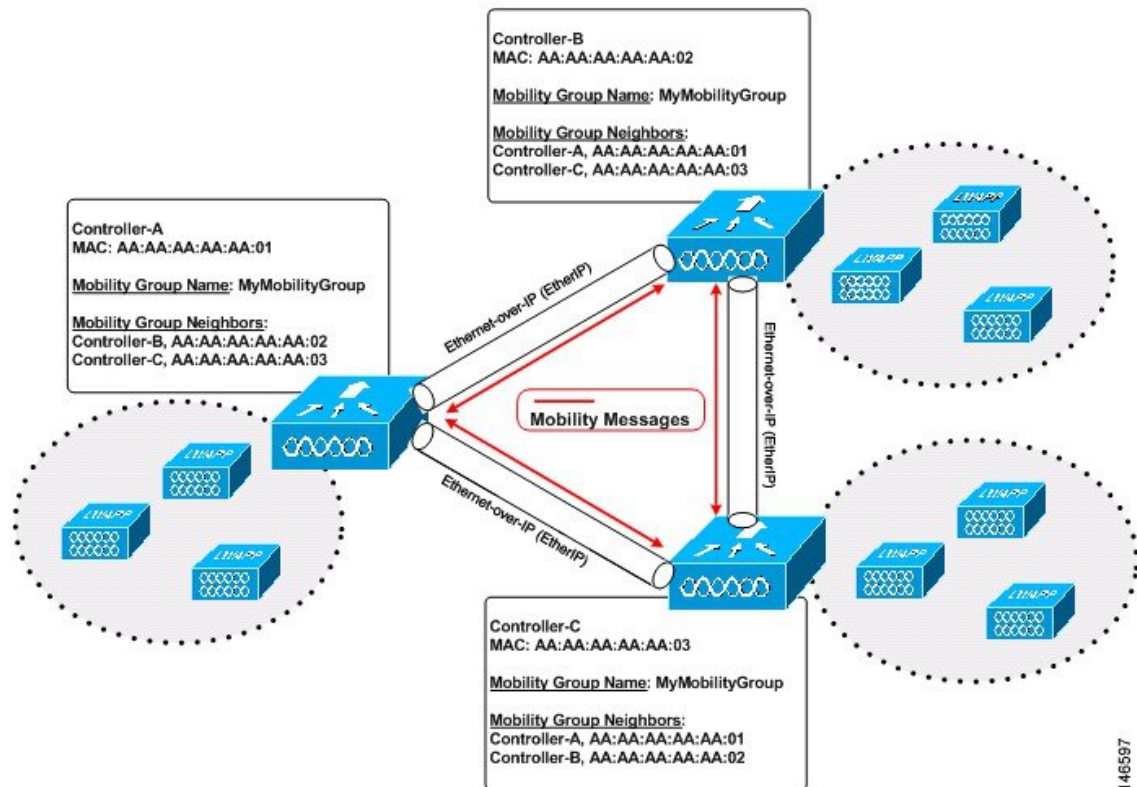 Controller-B
MAC: AA:AA:AA:AA:AA:02
Mobility Group Name: MyMobilityGroup
Mobility Group Neighbors:
Controller-A, AA:AA:AA:AA:AA:01
Controller-C, AA:AA:AA:AA:AA:03
Controller-A
MAC: AA:AA:AA:AA:AA:01
Mobility Group Name: MyMobilityGroup
Mobility Group Neighbors:
Controller-B, AA:AA:AA:AA:AA:02
Controller-C, AA:AA:AA:AA:AA:03
LWAPP
LWAPP
LWAPP
Ethernet-over-IP (EtherIP)
Ethernet-over-IP (EtherIP)
Mobility Messages
LWAPP
LWAPP
LWAPP
Ethernet-over-IP (EtherIP)
LWAPP
LWAPP
LWAPP
Controller-C
MAC: AA:AA:AA:AA:AA:03
Mobility Group Name: MyMobilityGroup
Mobility Group Neighbors:
Controller-A, AA:AA:AA:AA:AA:01
Controller-B, AA:AA:AA:AA:AA:02
146597